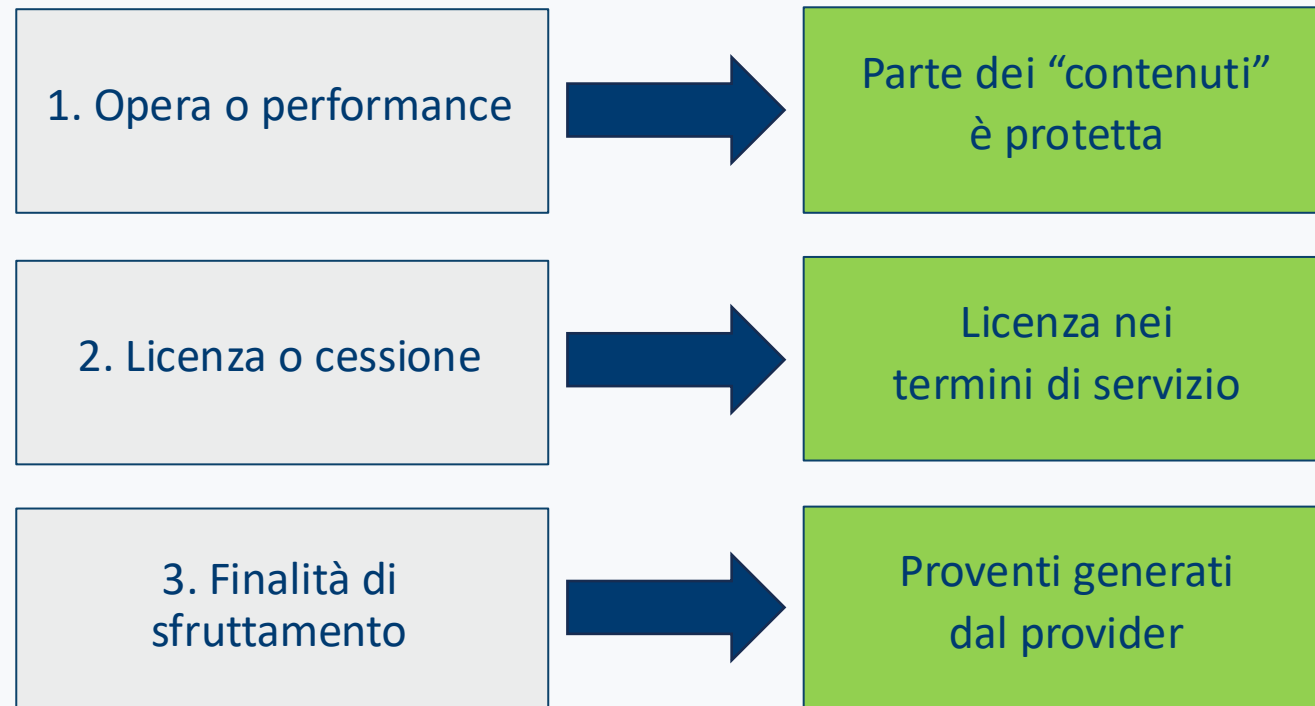 1. Opera o performance
Parte dei “contenuti”
è protetta
2. Licenza o cessione
Licenza nei
termini di servizio
3. Finalità di
sfruttamento
Proventi generati
dal provider